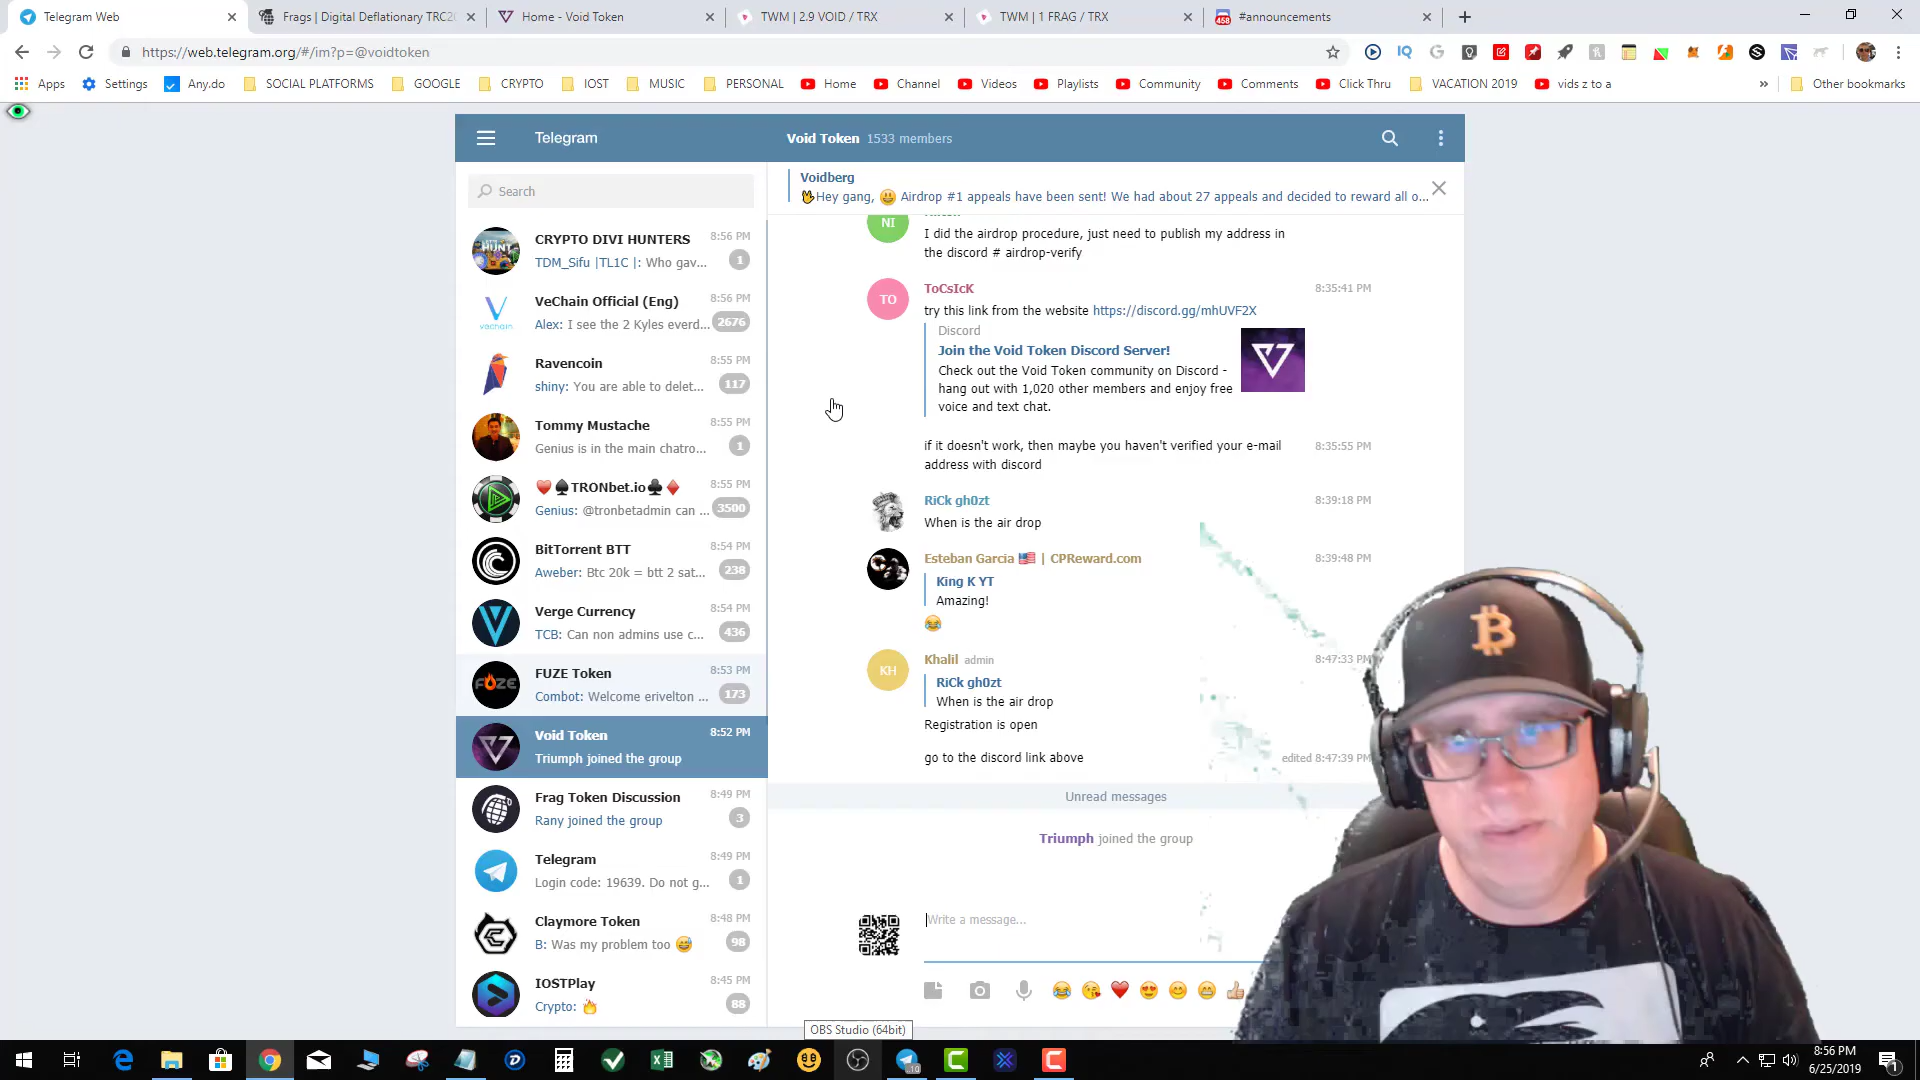 Telegram Web
Frags | Digital Deflationary TRC20
Home - Void Token
TWM | 2.9 VOID / TRX
TWM | 1 FRAG / TRX
#announcements
https://web.telegram.org/#/im?p=@voidtoken
Apps
Settings
Any.do
SOCIAL PLATFORMS
GOOGLE
CRYPTO
IOST
MUSIC
PERSONAL
Home
Channel
Videos
Playlists
Community
Comments
Click Thru
VACATION 2019
vids z to a
»
Other bookmarks
Telegram
Void Token 1533 members
Search
Voidberg
🖖Hey gang, 😃 Airdrop #1 appeals have been sent! We had about 27 appeals and decided to reward all o...
CRYPTO DIVI HUNTERS 8:56 PM
TDM_Sifu |TL1C |: Who gav... 1
VeChain Official (Eng) 8:56 PM
Alex: I see the 2 Kyles everd... 2676
Ravencoin 8:55 PM
shiny: You are able to delet... 117
Tommy Mustache 8:55 PM
Genius is in the main chatro... 1
♥️♠️TRONbet.io♣️♦️ 8:55 PM
Genius: @tronbetadmin can ... 3500
BitTorrent BTT 8:54 PM
Aweber: Btc 20k = btt 2 sat... 238
Verge Currency 8:54 PM
TCB: Can non admins use c... 436
FUZE Token 8:53 PM
Combot: Welcome erivelton ... 173
Void Token 8:52 PM
Triumph joined the group
Frag Token Discussion 8:49 PM
Rany joined the group 3
Telegram 8:49 PM
Login code: 19639. Do not g... 1
Claymore Token 8:48 PM
B: Was my problem too 😅 98
IOSTPlay 8:45 PM
Crypto: 🔥 88
NI
I did the airdrop procedure, just need to publish my address in
the discord # airdrop-verify
TO
ToCsIcK 8:35:41 PM
try this link from the website https://discord.gg/mhUVF2X
Discord
Join the Void Token Discord Server!
Check out the Void Token community on Discord -
hang out with 1,020 other members and enjoy free
voice and text chat.
if it doesn't work, then maybe you haven't verified your e-mail 8:35:55 PM
address with discord
RiCk gh0zt 8:39:18 PM
When is the air drop
Esteban Garcia 🇺🇸 | CPReward.com 8:39:48 PM
King K YT
Amazing!
😂
KH
Khalil admin 8:47:33 PM
RiCk gh0zt
When is the air drop
Registration is open
go to the discord link above edited 8:47:39 PM
Unread messages
Triumph joined the group
Write a message...
OBS Studio (64bit)
8:56 PM
6/25/2019